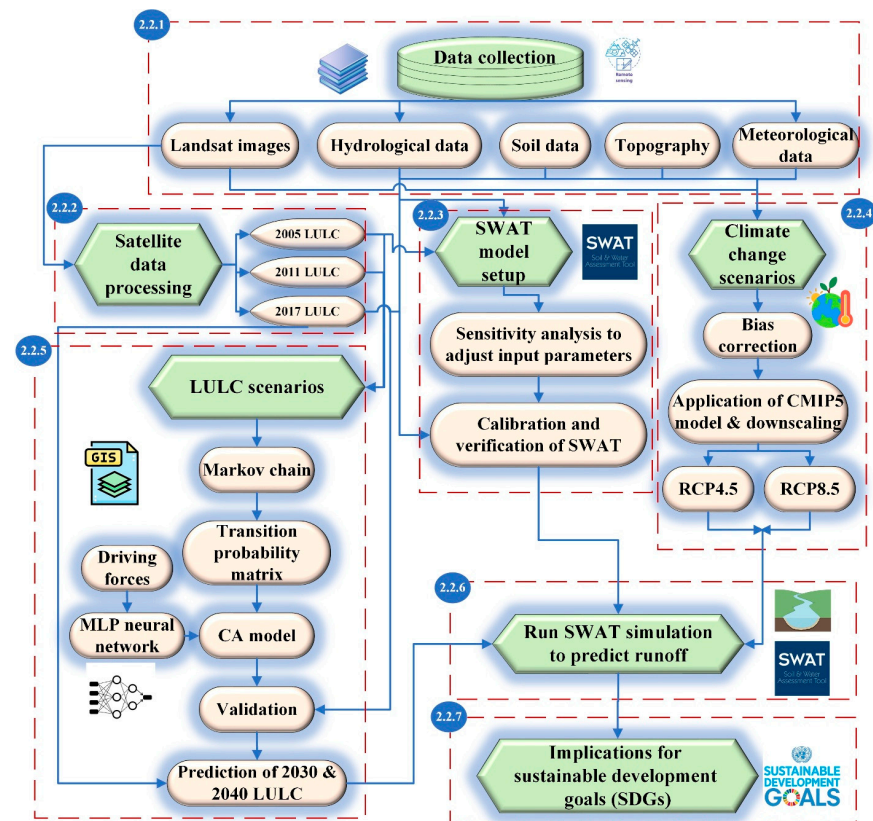 2.2.1
Data collection
Remote
sensing
Landsat images
Hydrological data
Soil data
Topography
Meteorological
data
2.2.2
Satellite
data
processing
2005 LULC
2011 LULC
2017 LULC
2.2.3
SWAT
model
setup
SWAT
Soil & Water
Assessment Tool
Sensitivity analysis to
adjust input parameters
Calibration and
verification of SWAT
2.2.4
Climate
change
scenarios
Bias
correction
Application of CMIP5
model & downscaling
RCP4.5
RCP8.5
2.2.5
LULC scenarios
GIS
Markov chain
Transition
probability
matrix
Driving
forces
MLP neural
network
CA model
Validation
Prediction of 2030 &
2040 LULC
2.2.6
Run SWAT simulation
to predict runoff
SWAT
Soil & Water
Assessment Tool
2.2.7
Implications for
sustainable development
goals (SDGs)
SUSTAINABLE
DEVELOPMENT
GOALS